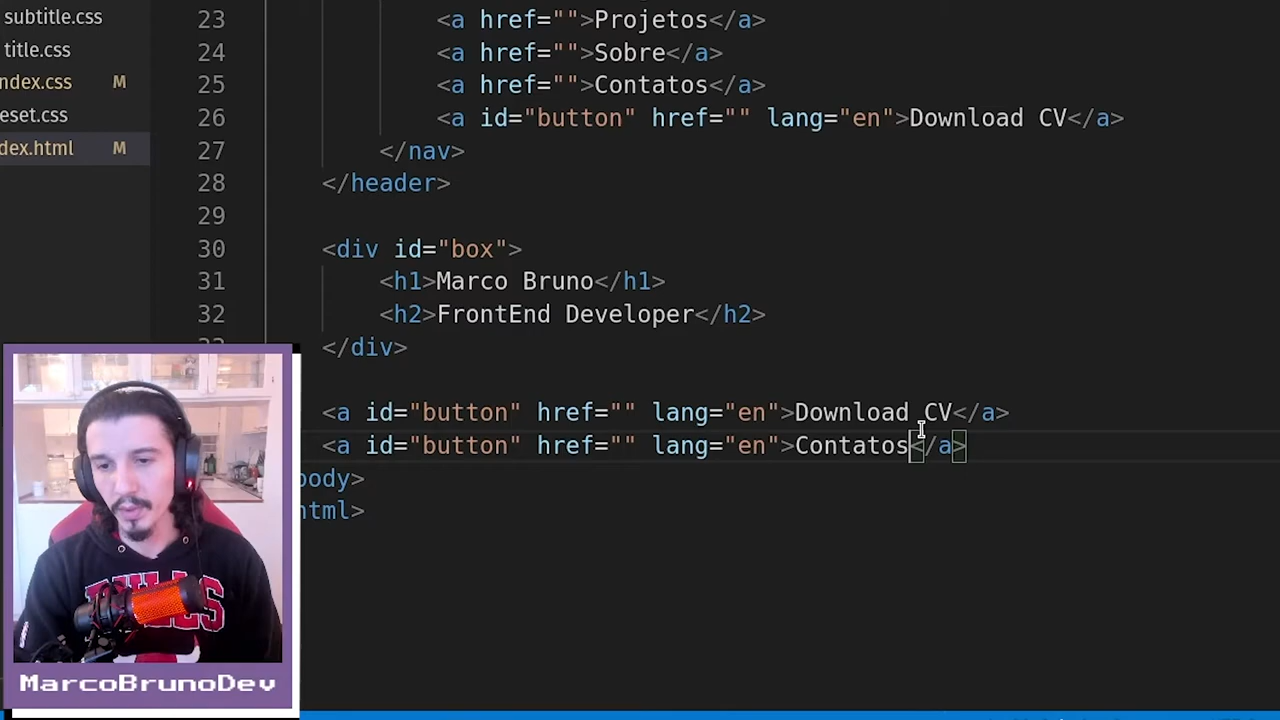 subtitle.css
title.css
ndex.css M
eset.css
dex.html M
23 <a href="">Projetos</a>
24 <a href="">Sobre</a>
25 <a href="">Contatos</a>
26 <a id="button" href="" lang="en">Download CV</a>
27 </nav>
28 </header>
29
30 <div id="box">
31 <h1>Marco Bruno</h1>
32 <h2>FrontEnd Developer</h2>
</div>
<a id="button" href="" lang="en">Download CV</a>
<a id="button" href="" lang="en">Contatos</a>
body>
html>
MarcoBrunoDev